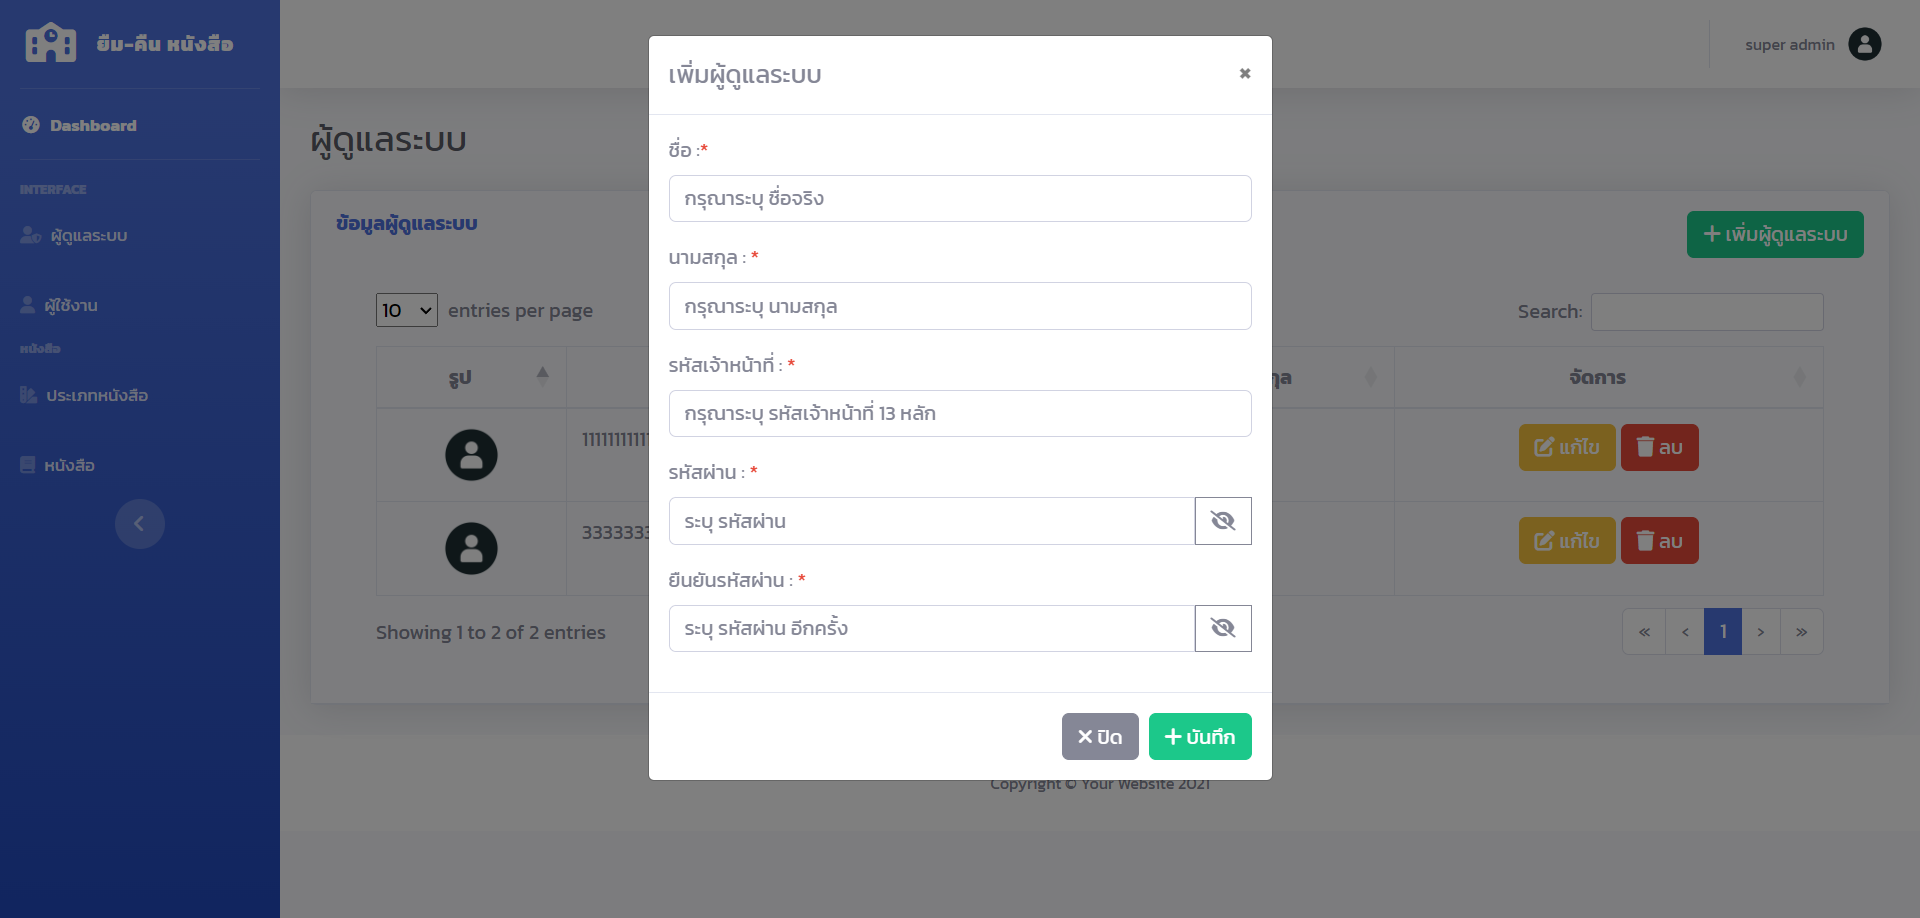 ยืม-คืน หนังสือ
Dashboard
INTERFACE
ผู้ดูแลระบบ
ผู้ใช้งาน
หนังสือ
ประเภทหนังสือ
หนังสือ
super admin
ผู้ดูแลระบบ
ข้อมูลผู้ดูแลระบบ
เพิ่มผู้ดูแลระบบ
10 entries per page
Search:
รูป
จัดการ
11111111111
แก้ไข ลบ
3333333
แก้ไข ลบ
Showing 1 to 2 of 2 entries
« ‹ 1 › »
เพิ่มผู้ดูแลระบบ
ชื่อ :*
กรุณาระบุ ชื่อจริง
นามสกุล : *
กรุณาระบุ นามสกุล
รหัสเจ้าหน้าที่ : *
กรุณาระบุ รหัสเจ้าหน้าที่ 13 หลัก
รหัสผ่าน : *
ระบุ รหัสผ่าน
ยืนยันรหัสผ่าน : *
ระบุ รหัสผ่าน อีกครั้ง
ปิด
บันทึก
Copyright © Your Website 2021